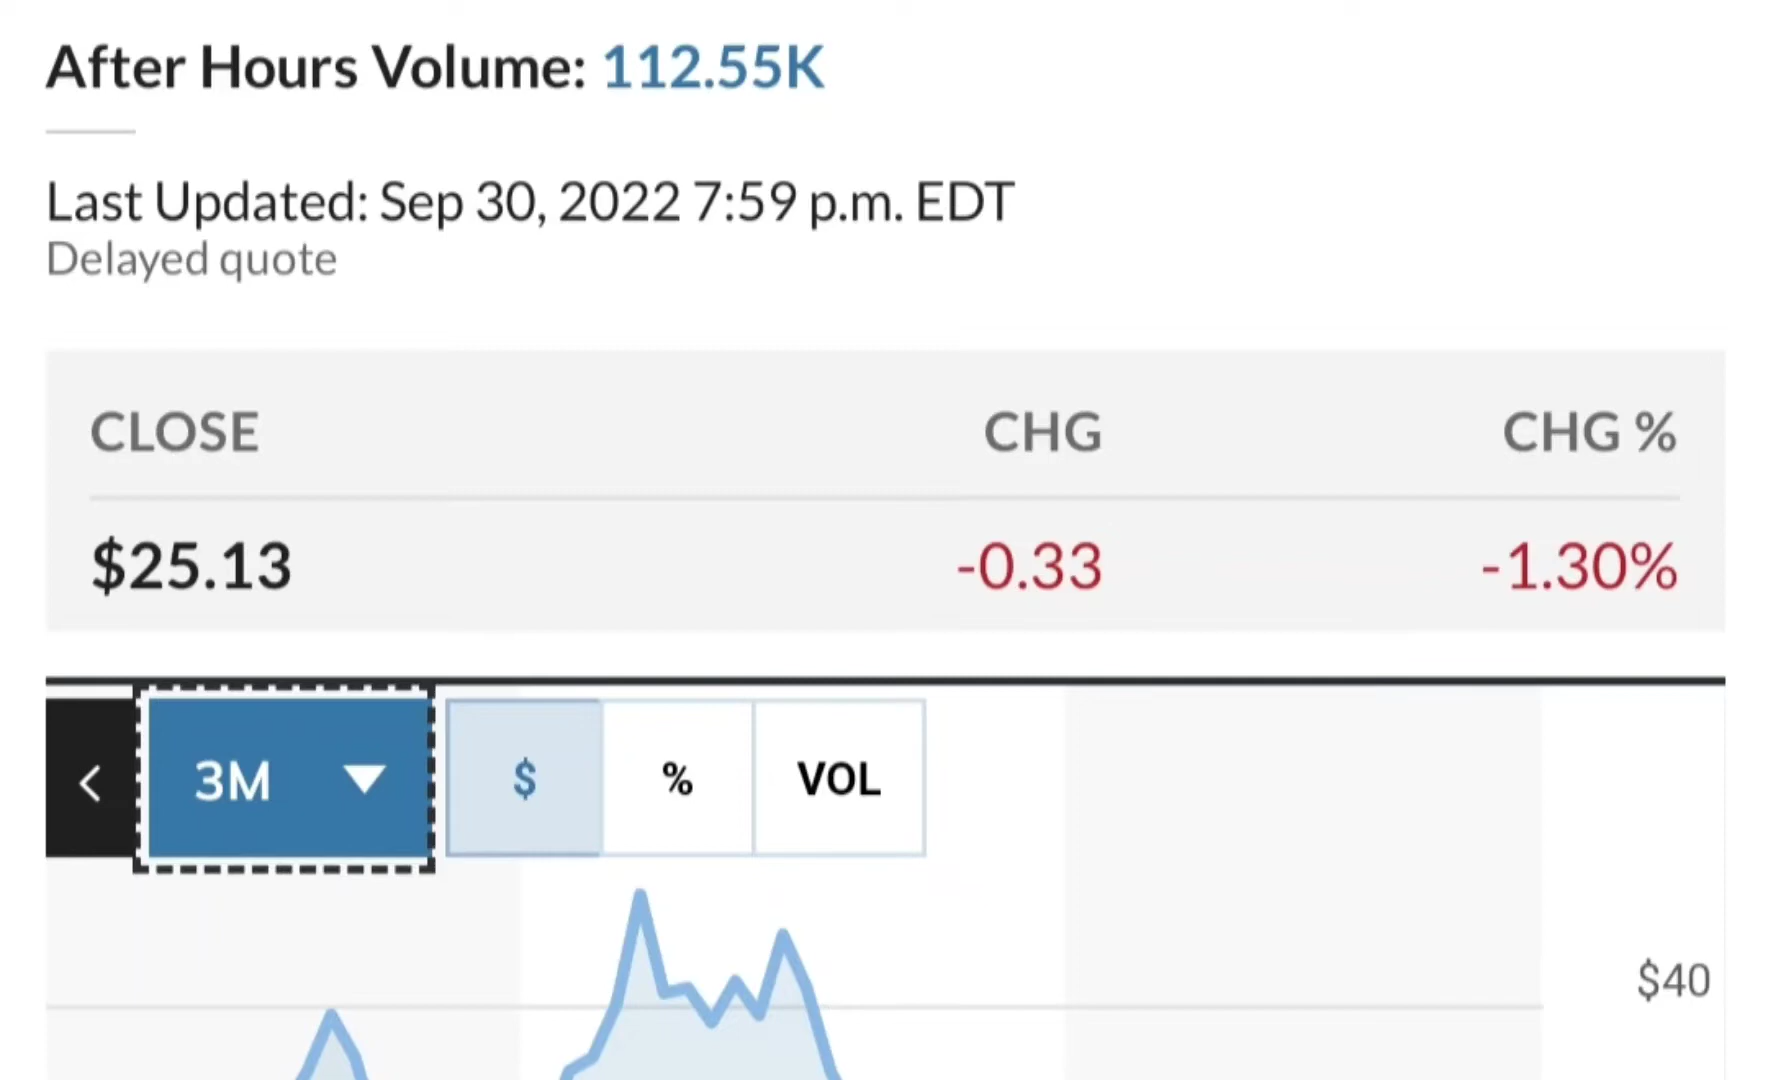 After Hours Volume: 112.55K
Last Updated: Sep 30, 2022 7:59 p.m. EDT
Delayed quote
CLOSE CHG CHG %
$25.13 -0.33 -1.30%
< 3M ▼ $ % VOL
$40